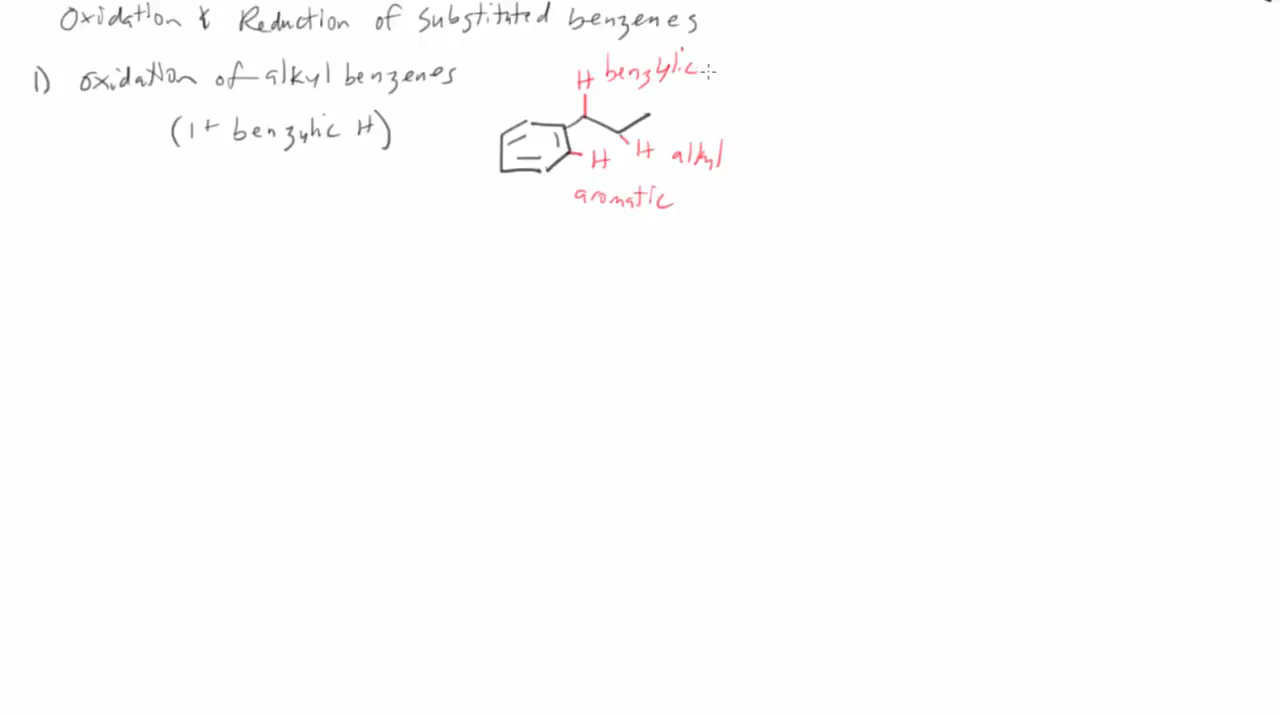 Oxidation & Reduction of Substituted benzenes
1) oxidation of alkyl benzenes
(1+ benzylic H)
H benzylic
H
H alkyl
aromatic